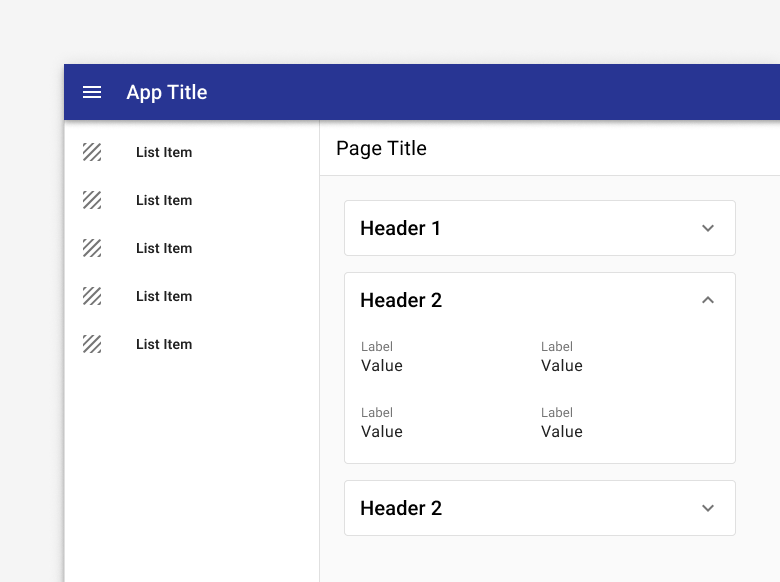 App Title
List Item
List Item
List Item
List Item
List Item
Page Title
Header 1
Header 2
Label Label
Value Value
Label Label
Value Value
Header 2